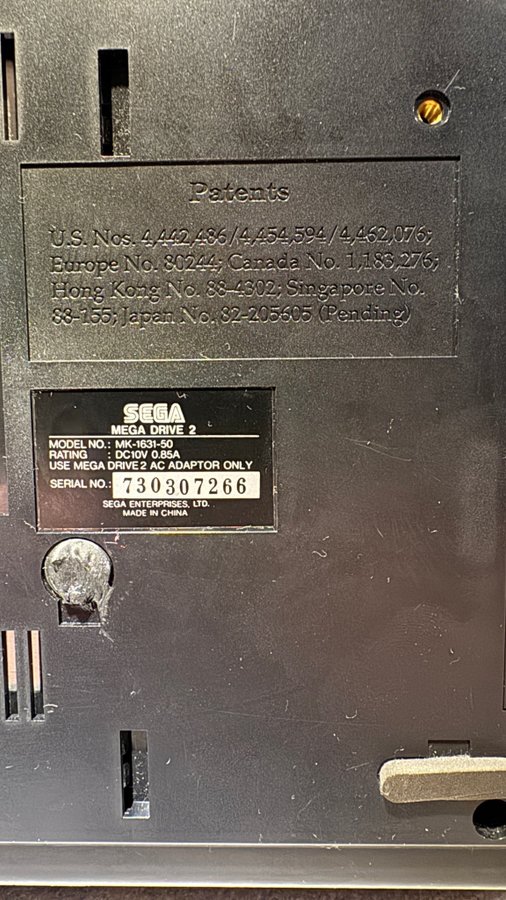 Patents
U.S. Nos. 4,442,486/4,454,594/4,462,076;
Europe No. 80244; Canada No. 1,183,276;
Hong Kong No. 88-4302; Singapore No.
88-155; Japan No. 82-205605 (Pending)
SEGA
MEGA DRIVE 2
MODEL NO.: MK-1631-50
RATING : DC10V 0.85A
USE MEGA DRIVE 2 AC ADAPTOR ONLY
SERIAL NO.: 730307266
SEGA ENTERPRISES, LTD.
MADE IN CHINA